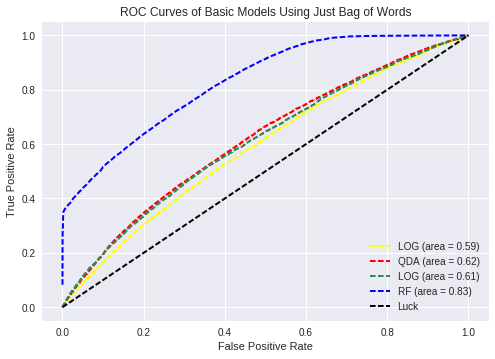 ROC Curves of Basic Models Using Just Bag of Words
True Positive Rate
1.0
0.8
0.6
0.4
0.2
0.0
LOG (area = 0.59)
QDA (area = 0.62)
LOG (area = 0.61)
RF (area = 0.83)
Luck
0.0 0.2 0.4 0.6 0.8 1.0
False Positive Rate